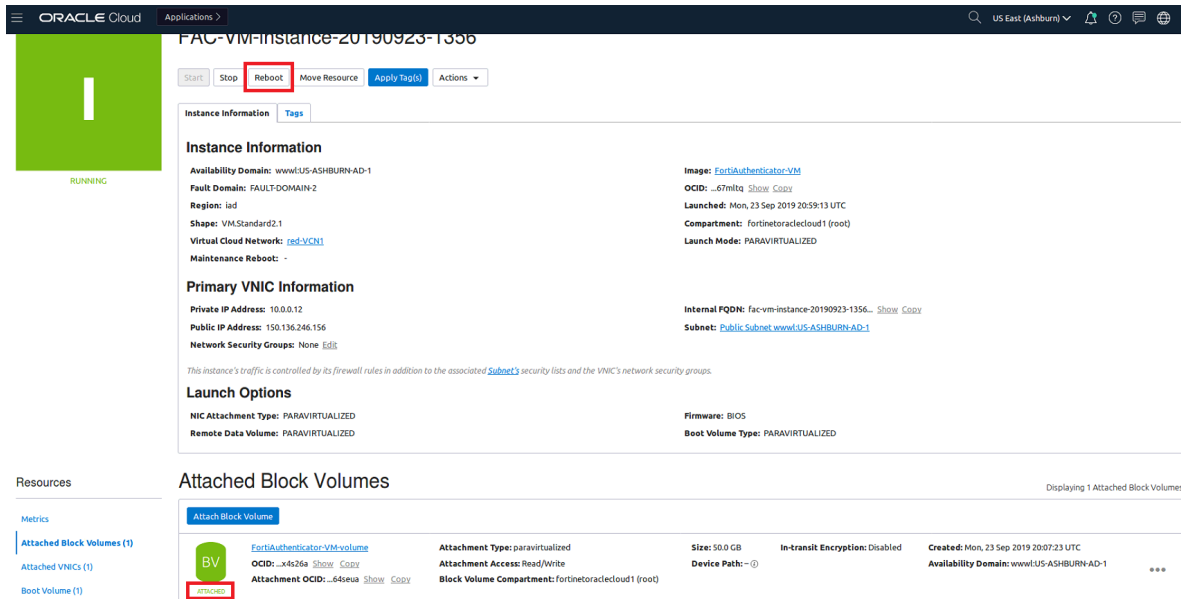 ORACLE Cloud Applications > US East (Ashburn)
FAC-VM-Instance-20190923-1356
I
RUNNING
Start Stop Reboot Move Resource Apply Tag(s) Actions
Instance Information Tags
Instance Information
Availability Domain: wwwl:US-ASHBURN-AD-1
Fault Domain: FAULT-DOMAIN-2
Region: iad
Shape: VM.Standard2.1
Virtual Cloud Network: red-VCN1
Maintenance Reboot: -
Image: FortiAuthenticator-VM
OCID: ...67mltq Show Copy
Launched: Mon, 23 Sep 2019 20:59:13 UTC
Compartment: fortinetoraclecloud1 (root)
Launch Mode: PARAVIRTUALIZED
Primary VNIC Information
Private IP Address: 10.0.0.12
Public IP Address: 150.136.246.156
Network Security Groups: None Edit
Internal FQDN: fac-vm-instance-20190923-1356... Show Copy
Subnet: Public Subnet wwwl:US-ASHBURN-AD-1
This instance's traffic is controlled by its firewall rules in addition to the associated Subnet's security lists and the VNIC's network security groups.
Launch Options
NIC Attachment Type: PARAVIRTUALIZED
Remote Data Volume: PARAVIRTUALIZED
Firmware: BIOS
Boot Volume Type: PARAVIRTUALIZED
Resources
Metrics
Attached Block Volumes (1)
Attached VNICs (1)
Boot Volume (1)
Attached Block Volumes
Displaying 1 Attached Block Volumes
Attach Block Volume
BV
ATTACHED
FortiAuthenticator-VM-volume
OCID: ...x4s26a Show Copy
Attachment OCID: ...64seua Show Copy
Attachment Type: paravirtualized
Attachment Access: Read/Write
Block Volume Compartment: fortinetoraclecloud1 (root)
Size: 50.0 GB
Device Path: -
In-transit Encryption: Disabled
Created: Mon, 23 Sep 2019 20:07:23 UTC
Availability Domain: wwwl:US-ASHBURN-AD-1